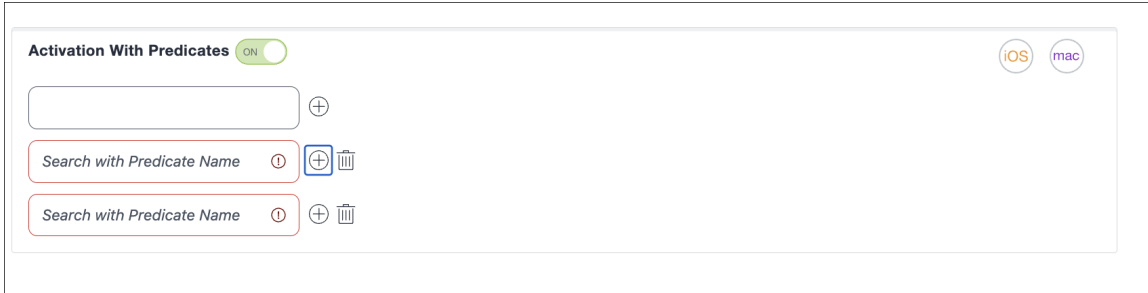 Activation With Predicates ON iOS mac
Search with Predicate Name
Search with Predicate Name